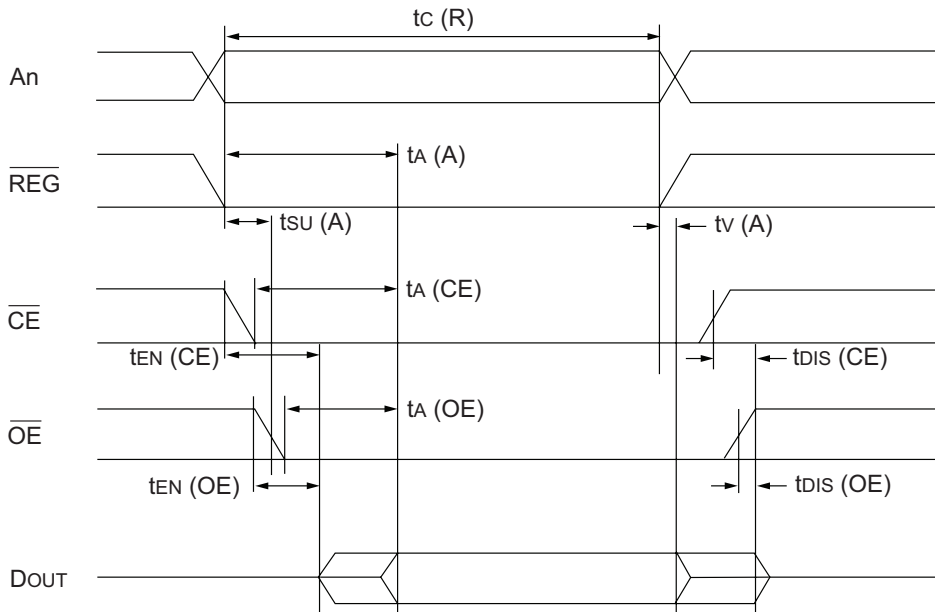 tC (R)
An
tA (A)
REG
tSU (A)
tV (A)
CE
tA (CE)
tEN (CE)
tDIS (CE)
OE
tA (OE)
tEN (OE)
tDIS (OE)
DOUT